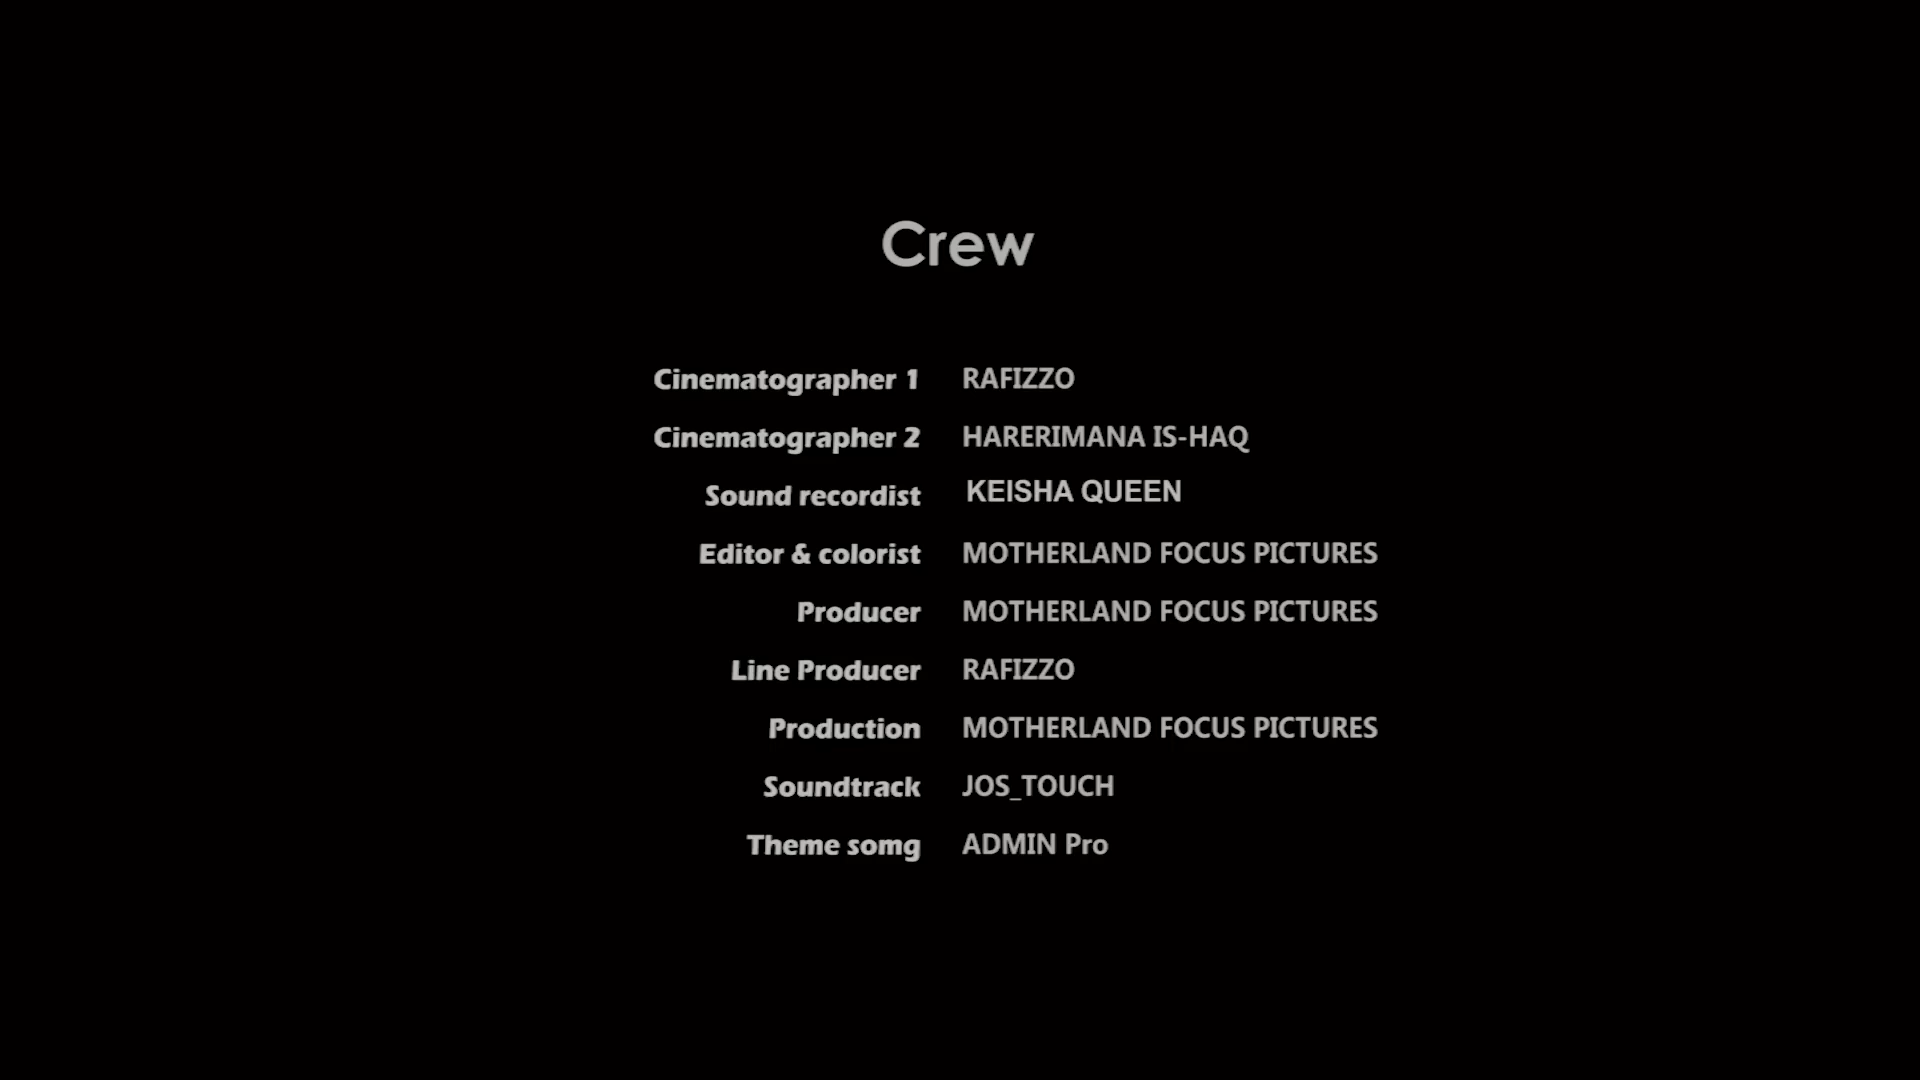 Crew
Cinematographer 1 RAFIZZO
Cinematographer 2 HARERIMANA IS-HAQ
Sound recordist KEISHA QUEEN
Editor & colorist MOTHERLAND FOCUS PICTURES
Producer MOTHERLAND FOCUS PICTURES
Line Producer RAFIZZO
Production MOTHERLAND FOCUS PICTURES
Soundtrack JOS_TOUCH
Theme somg ADMIN Pro